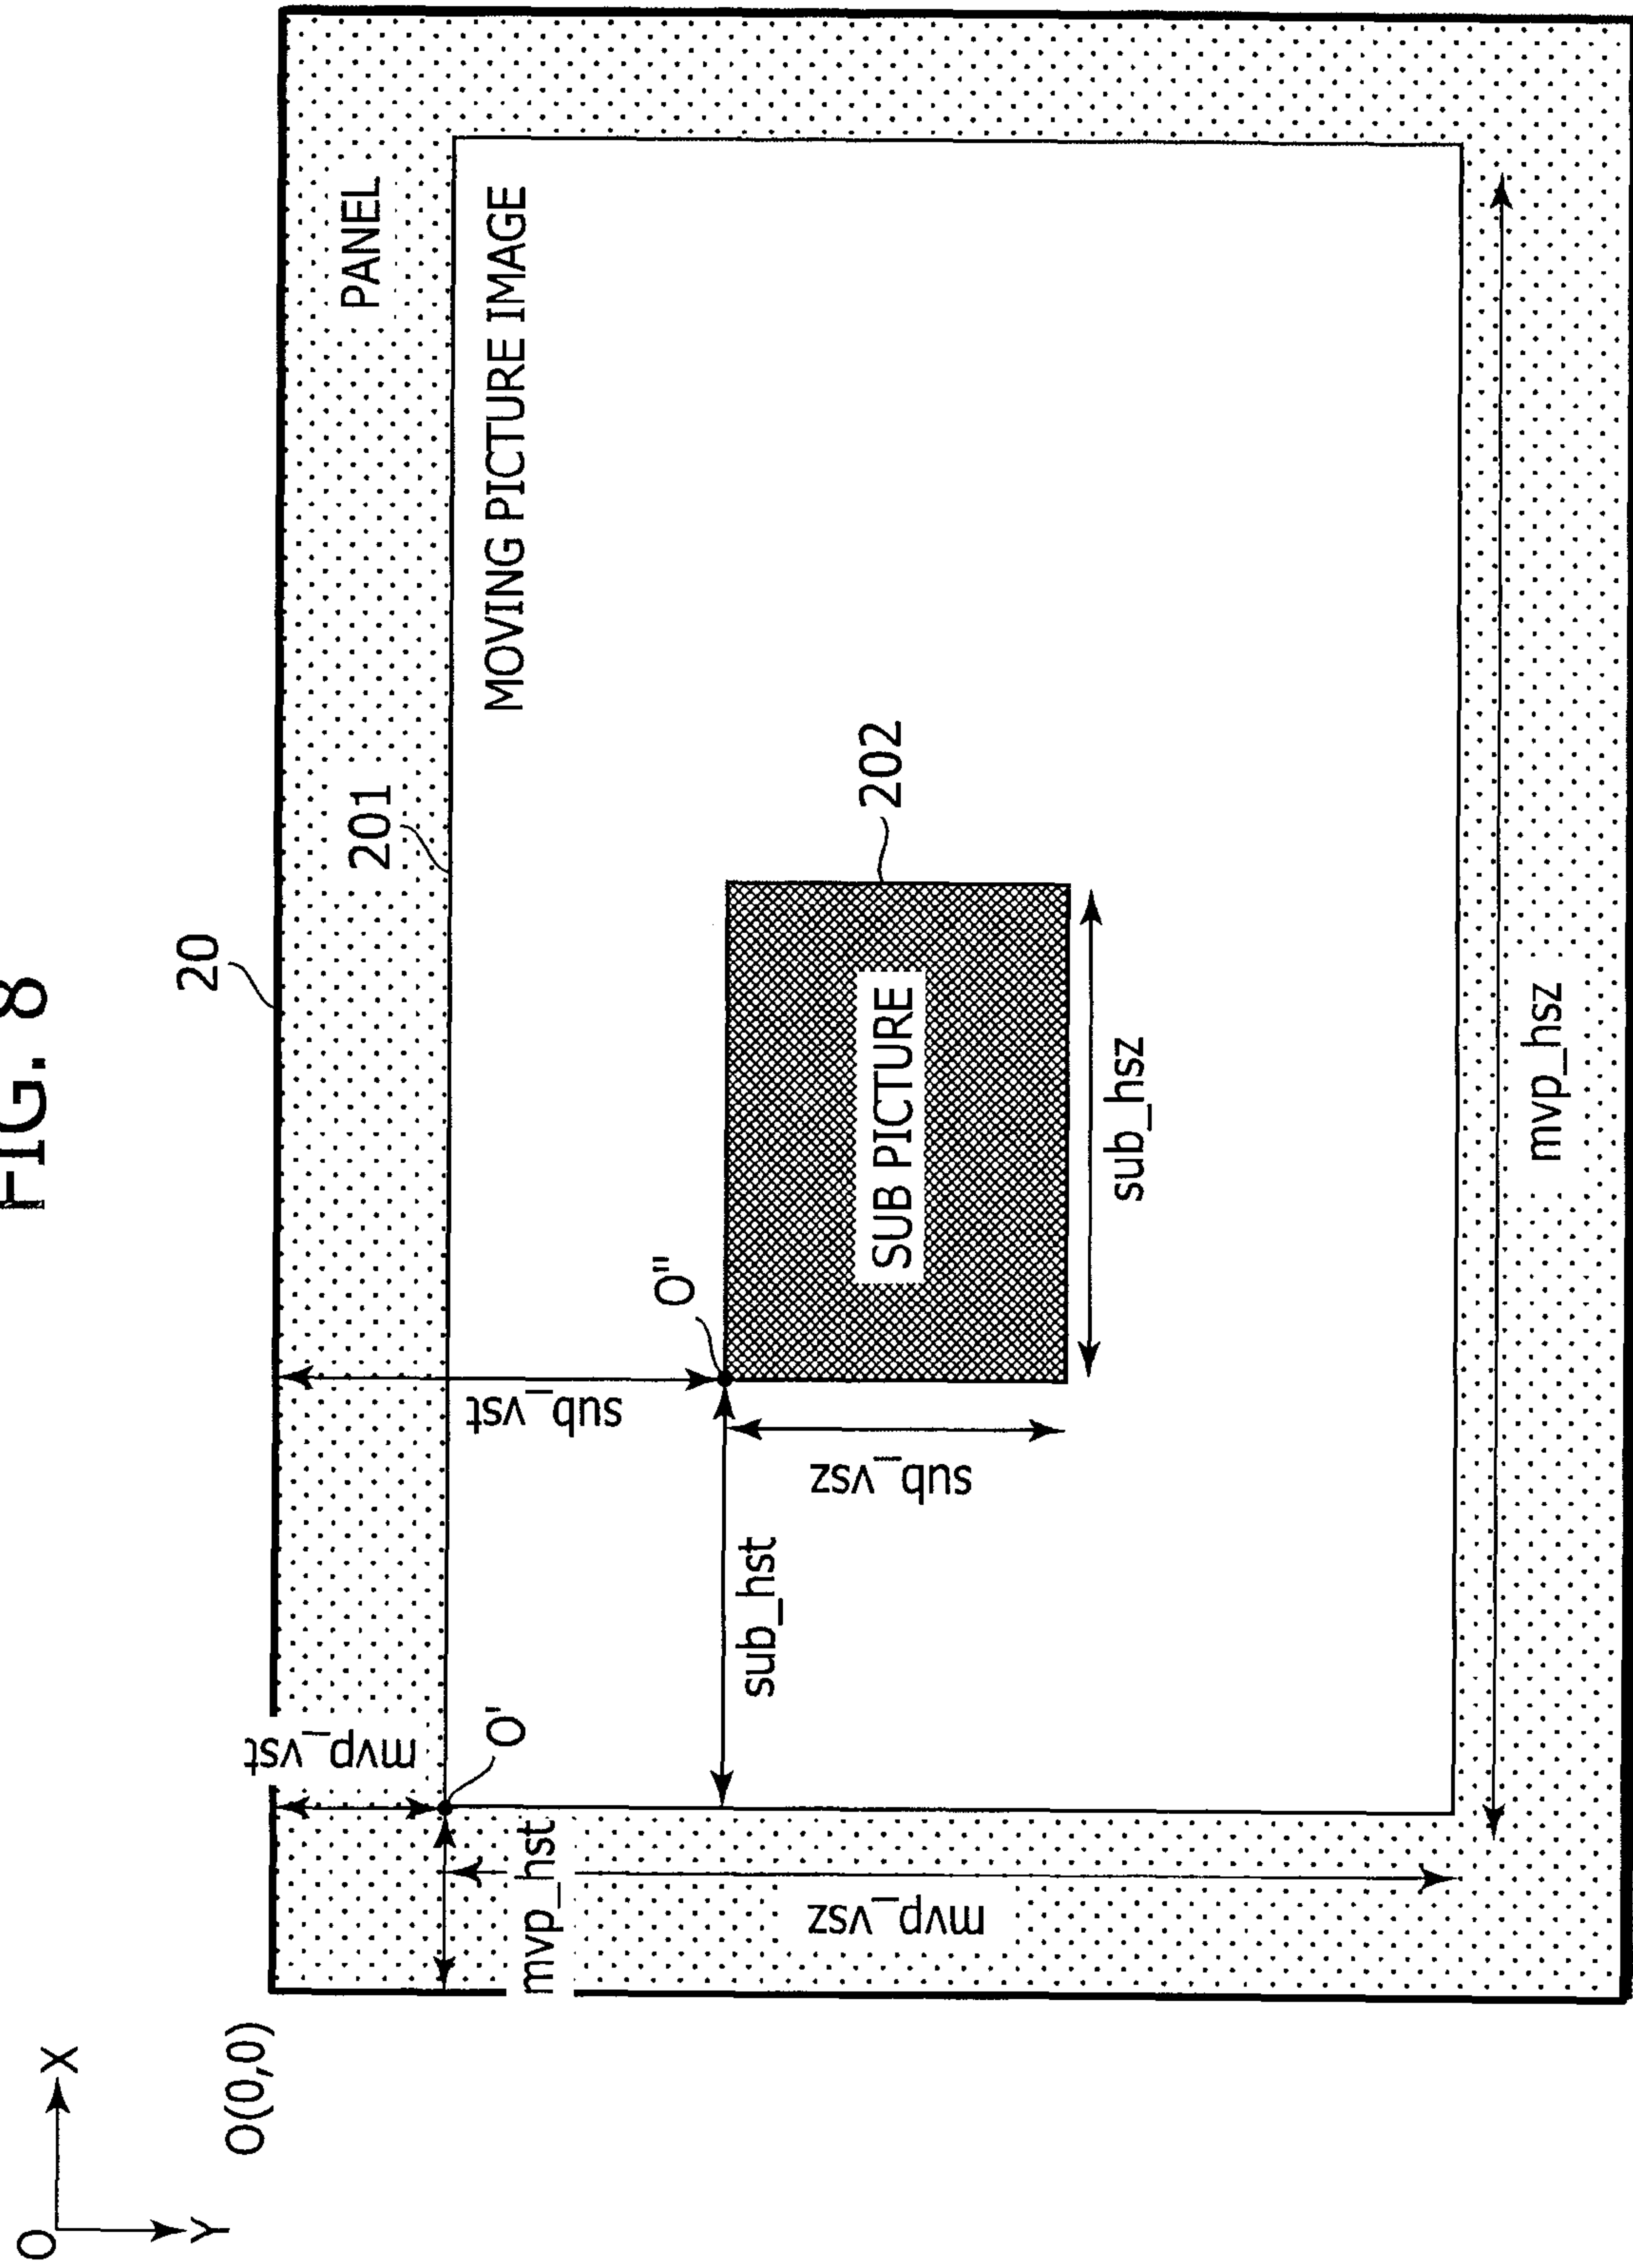 FIG. 8
O
X
Y
O(0,0)
20
mvp_vst
PANEL
201
O'
MOVING PICTURE IMAGE
mvp_hst
sub_vst
O"
sub_hst
202
mvp_vsz
sub_vsz
SUB PICTURE
sub_hsz
mvp_hsz